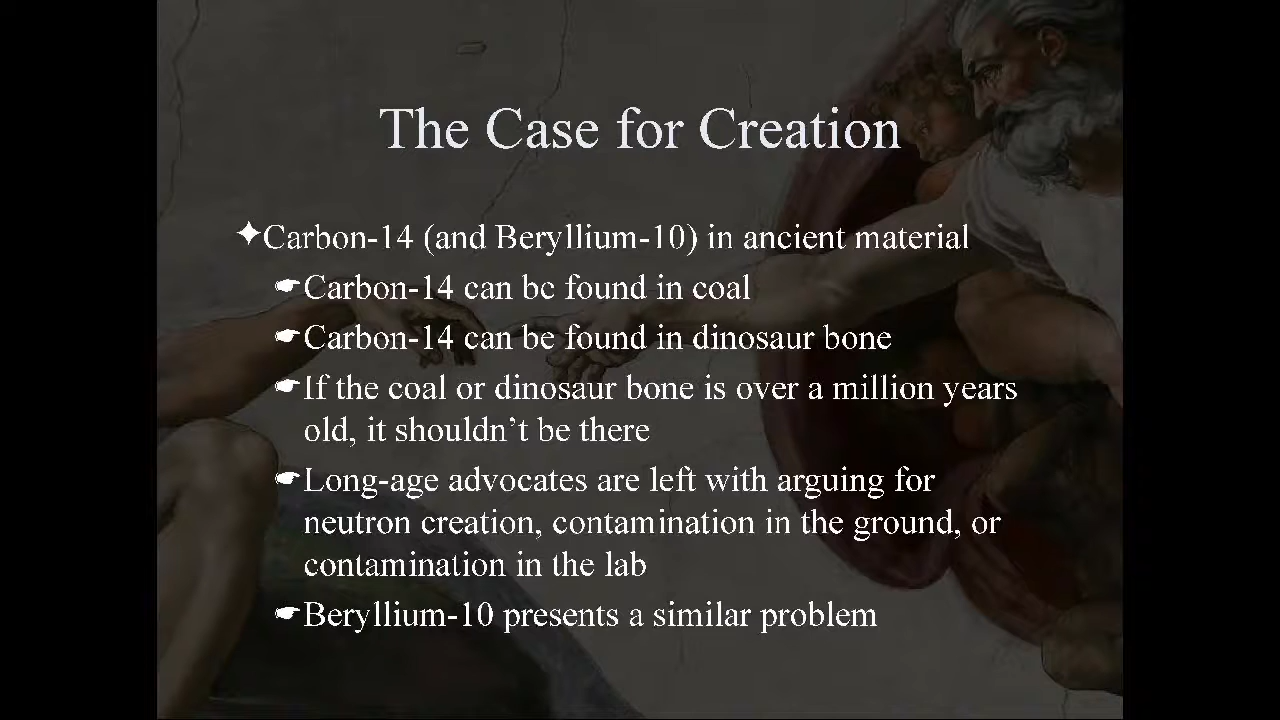 The Case for Creation
Carbon-14 (and Beryllium-10) in ancient material
Carbon-14 can be found in coal
Carbon-14 can be found in dinosaur bone
If the coal or dinosaur bone is over a million years
old, it shouldn’t be there
Long-age advocates are left with arguing for
neutron creation, contamination in the ground, or
contamination in the lab
Beryllium-10 presents a similar problem